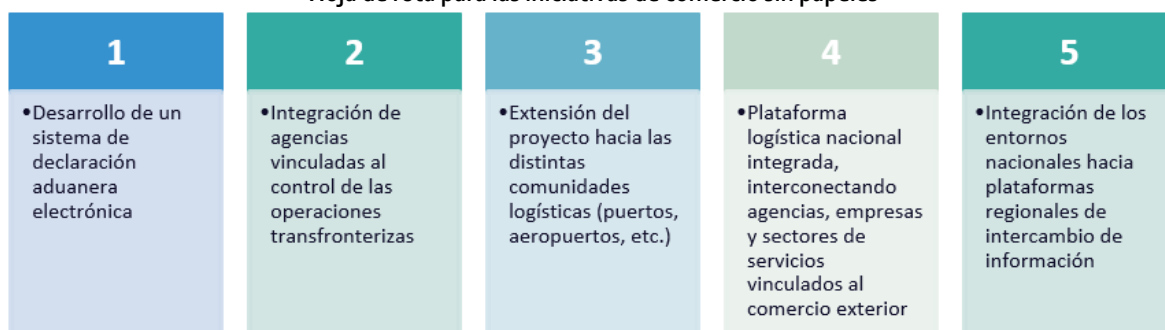 Hoja de ruta para las iniciativas de comercio sin papeles
1
•Desarrollo de un
sistema de
declaración
aduanera
electrónica
2
•Integración de
agencias
vinculadas al
control de las
operaciones
transfronterizas
3
•Extensión del
proyecto hacia las
distintas
comunidades
logísticas (puertos,
aeropuertos, etc.)
4
•Plataforma
logística nacional
integrada,
interconectando
agencias, empresas
y sectores de
servicios
vinculados al
comercio exterior
5
•Integración de los
entornos
nacionales hacia
plataformas
regionales de
intercambio de
información